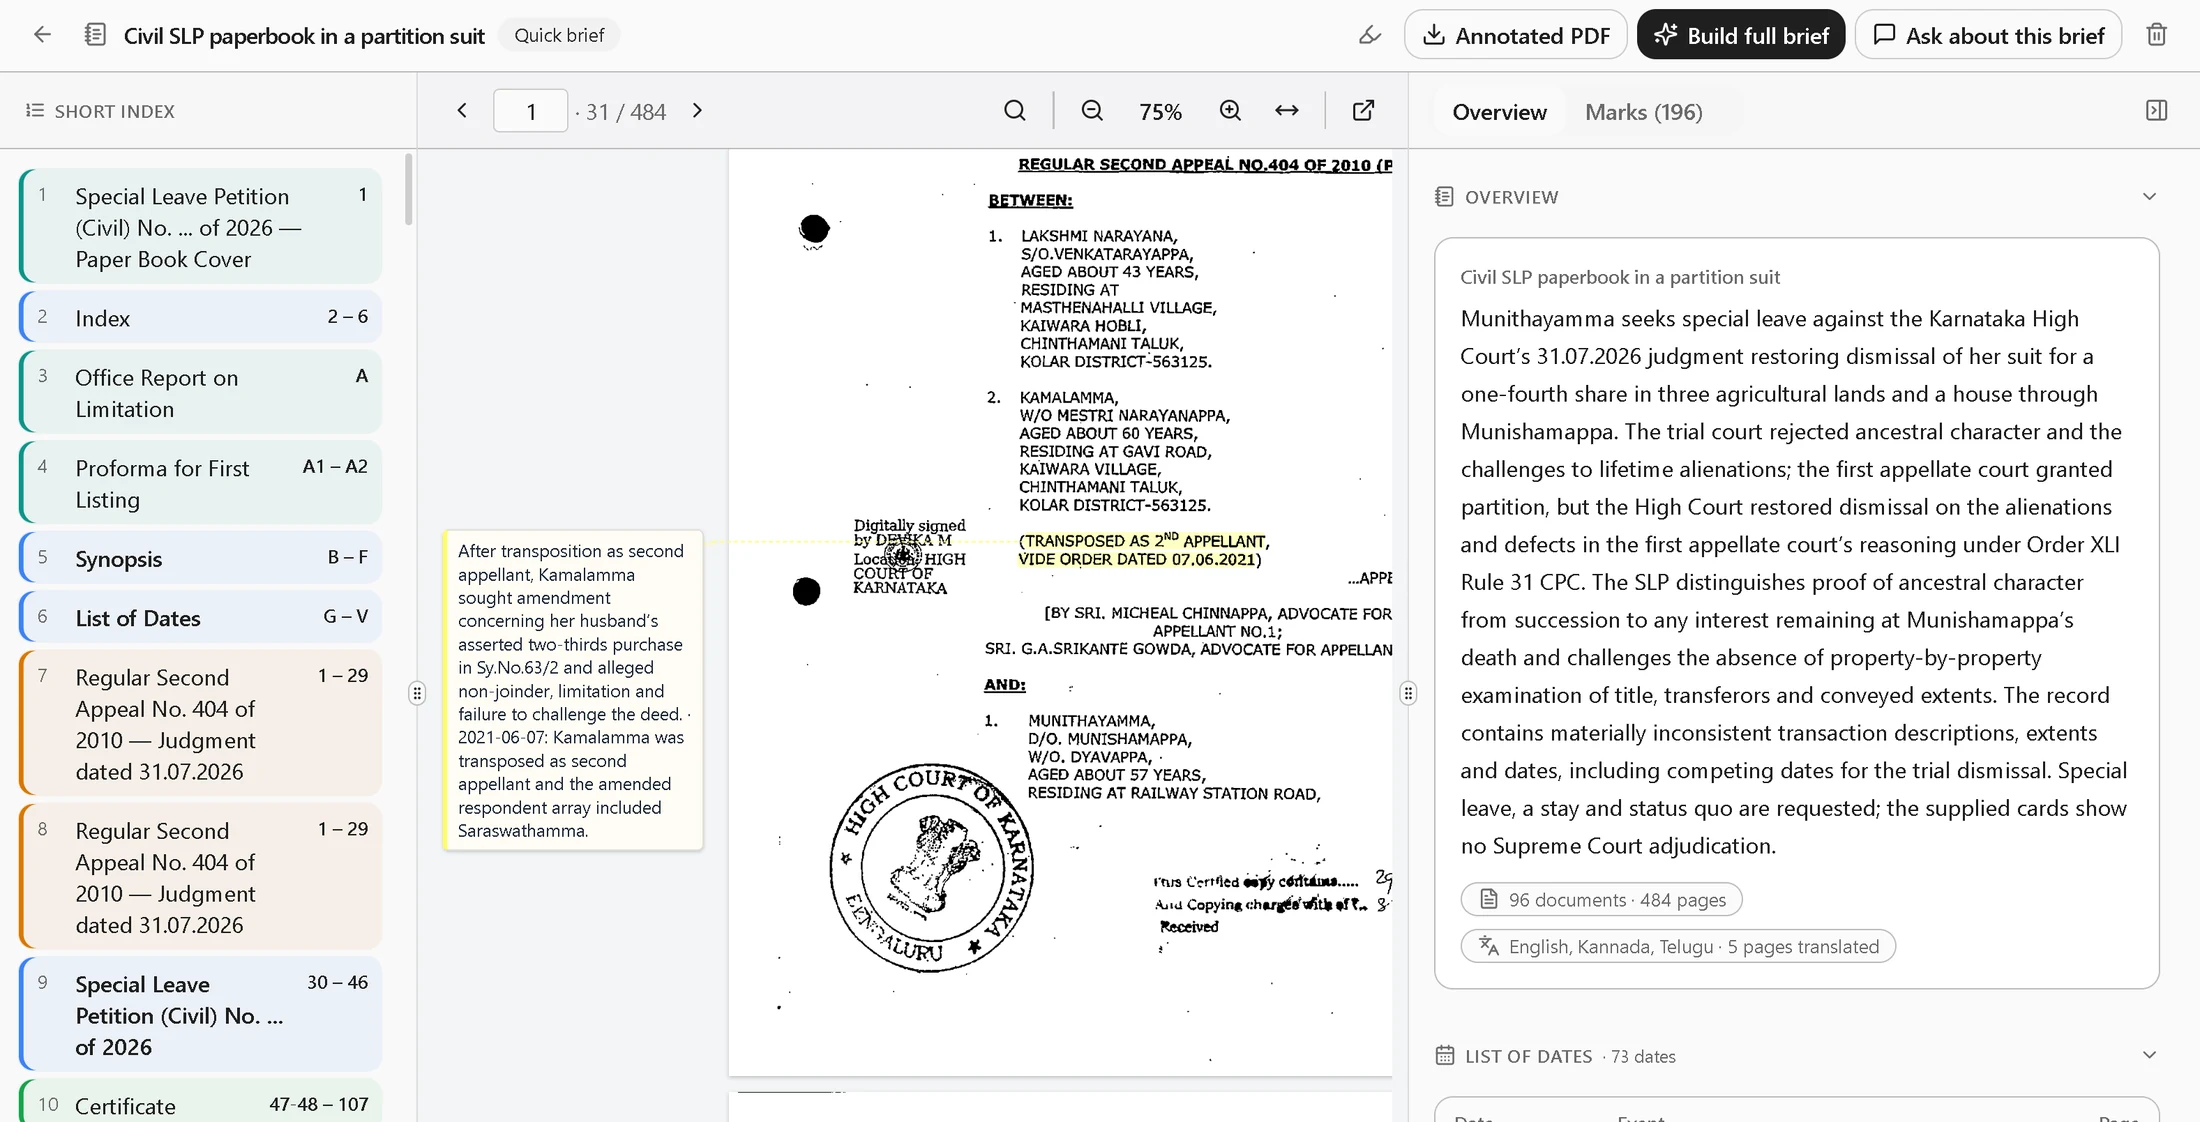 Civil SLP paperbook in a partition suit
Quick brief
Annotated PDF
Build full brief
Ask about this brief
SHORT INDEX
1 Special Leave Petition 1
(Civil) No. ... of 2026 —
Paper Book Cover
2 Index 2 – 6
3 Office Report on A
Limitation
4 Proforma for First A1 – A2
Listing
5 Synopsis B – F
6 List of Dates G – V
7 Regular Second 1 – 29
Appeal No. 404 of
2010 — Judgment
dated 31.07.2026
8 Regular Second 1 – 29
Appeal No. 404 of
2010 — Judgment
dated 31.07.2026
9 Special Leave 30 – 46
Petition (Civil) No. ...
of 2026
10 Certificate 47-48 – 107
1 · 31 / 484
75%
After transposition as second
appellant, Kamalamma
sought amendment
concerning her husband's
asserted two-thirds purchase
in Sy.No.63/2 and alleged
non-joinder, limitation and
failure to challenge the deed. ·
2021-06-07: Kamalamma was
transposed as second
appellant and the amended
respondent array included
Saraswathamma.
REGULAR SECOND APPEAL NO.404 OF 2010 (P
BETWEEN:
1. LAKSHMI NARAYANA,
S/O.VENKATARAYAPPA,
AGED ABOUT 43 YEARS,
RESIDING AT
MASTHENAHALLI VILLAGE,
KAIWARA HOBLI,
CHINTHAMANI TALUK,
KOLAR DISTRICT-563125.
2. KAMALAMMA,
W/O MESTRI NARAYANAPPA,
AGED ABOUT 60 YEARS,
RESIDING AT GAVI ROAD,
KAIWARA VILLAGE,
CHINTHAMANI TALUK,
KOLAR DISTRICT-563125.
(TRANSPOSED AS 2ND APPELLANT,
VIDE ORDER DATED 07.06.2021)
Digitally signed
by DEVIKA M
Location: HIGH
COURT OF
KARNATAKA
...APPE
[BY SRI. MICHEAL CHINNAPPA, ADVOCATE FOR
APPELLANT NO.1;
SRI. G.A.SRIKANTE GOWDA, ADVOCATE FOR APPELLAN
AND:
1. MUNITHAYAMMA,
D/O. MUNISHAMAPPA,
W/O. DYAVAPPA,
AGED ABOUT 57 YEARS,
RESIDING AT RAILWAY STATION ROAD,
HIGH COURT OF KARNATAKA
BENGALURU
This Certified copy contains..... 29
And Copying charges with of
Received
Overview
Marks (196)
OVERVIEW
Civil SLP paperbook in a partition suit
Munithayamma seeks special leave against the Karnataka High
Court's 31.07.2026 judgment restoring dismissal of her suit for a
one-fourth share in three agricultural lands and a house through
Munishamappa. The trial court rejected ancestral character and the
challenges to lifetime alienations; the first appellate court granted
partition, but the High Court restored dismissal on the alienations
and defects in the first appellate court's reasoning under Order XLI
Rule 31 CPC. The SLP distinguishes proof of ancestral character
from succession to any interest remaining at Munishamappa's
death and challenges the absence of property-by-property
examination of title, transferors and conveyed extents. The record
contains materially inconsistent transaction descriptions, extents
and dates, including competing dates for the trial dismissal. Special
leave, a stay and status quo are requested; the supplied cards show
no Supreme Court adjudication.
96 documents · 484 pages
English, Kannada, Telugu · 5 pages translated
LIST OF DATES · 73 dates
Date Event Page